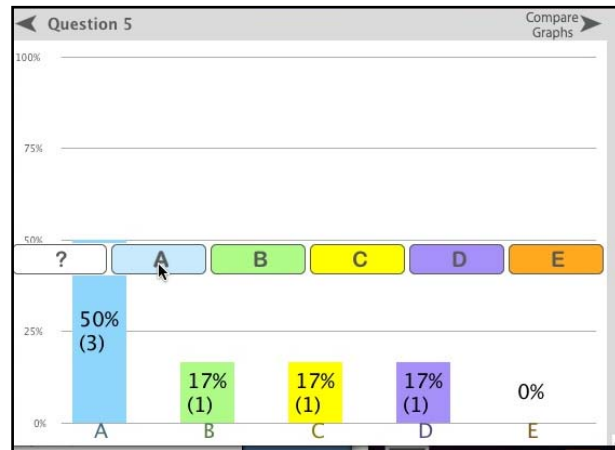 Question 5
Compare
Graphs
100%
75%
50%
? A B C D E
50%
(3)
25%
17%
(1)
17%
(1)
17%
(1)
0%
0%
A B C D E